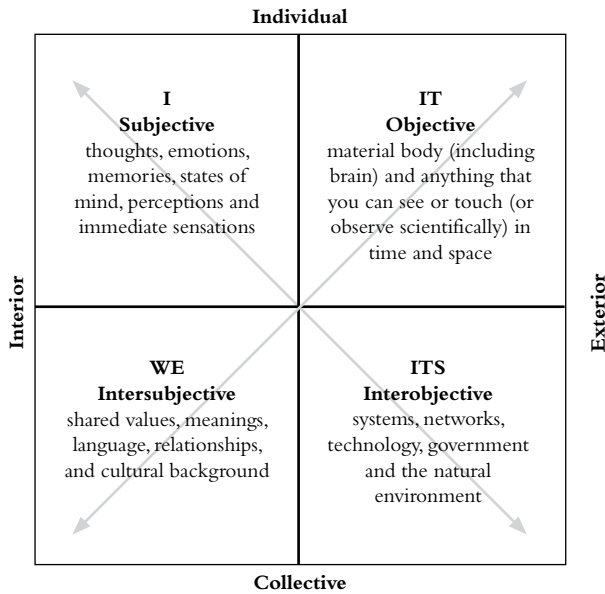 Individual
I
Subjective
thoughts, emotions,
memories, states of
mind, perceptions and
immediate sensations
IT
Objective
material body (including
brain) and anything that
you can see or touch (or
observe scientifically) in
time and space
Interior
Exterior
WE
Intersubjective
shared values, meanings,
language, relationships,
and cultural background
ITS
Interobjective
systems, networks,
technology, government
and the natural
environment
Collective